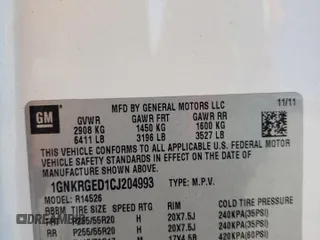 GM
MFD BY GENERAL MOTORS LLC
11/11
GVWR GAWR FRT GAWR RR
2908 KG 1450 KG 1600 KG
6411 LB 3196 LB 3527 LB
THIS VEHICLE CONFORMS TO ALL APPLICABLE U.S.
FEDERAL MOTOR VEHICLE SAFETY
STANDARDS IN EFFECT ON THE DATE OF
MANUFACTURE SHOWN ABOVE.
1GNKRGED1CJ204993 TYPE: M.P.V.
R14526
TIRE SIZE SPEED RTG RIM COLD TIRE PRESSURE
FRT P255/55R20 H 20X7.5J 240KPA(35PSI)
RR P255/55R20 H 20X7.5J 240KPA(35PSI)
17X4.5B 420KPA(60PSI)